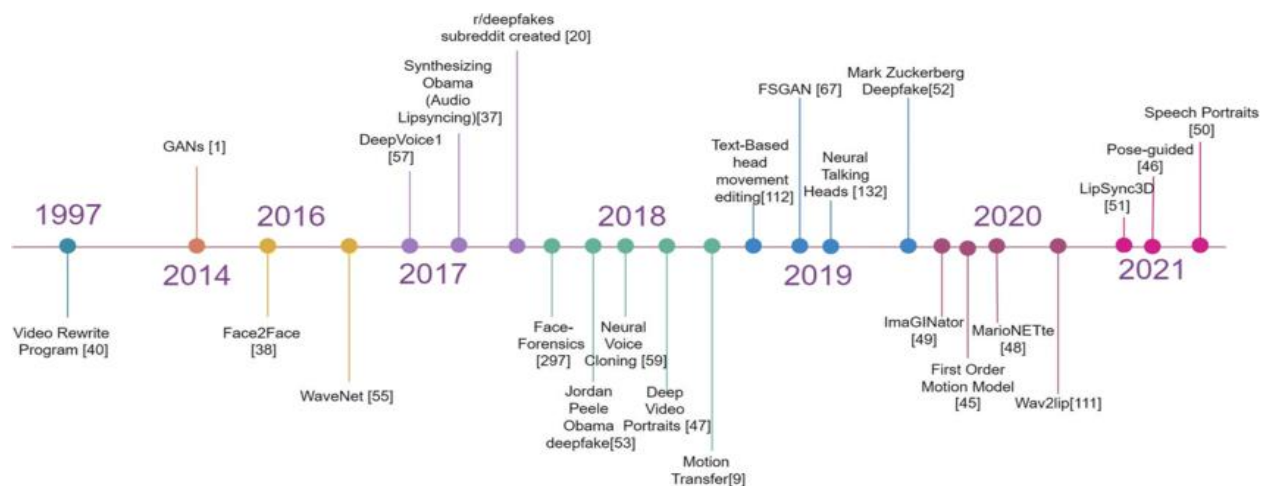 r/deepfakes
subreddit created [20]
Synthesizing
Obama
(Audio
Lipsyncing)[37]
DeepVoice1
[57]
GANs [1]
FSGAN [67]
Mark Zuckerberg
Deepfake[52]
Text-Based
head
movement
editing[112]
Neural
Talking
Heads [132]
Speech Portraits
[50]
Pose-guided
[46]
LipSync3D
[51]
1997
2014
2016
2017
2018
2019
2020
2021
Video Rewrite
Program [40]
Face2Face
[38]
WaveNet [55]
Face-
Forensics
[297]
Jordan
Peele
Obama
deepfake[53]
Neural
Voice
Cloning [59]
Deep
Video
Portraits [47]
Motion
Transfer[9]
ImaGINator
[49]
First Order
Motion Model
[45]
MarioNETte
[48]
Wav2lip[111]